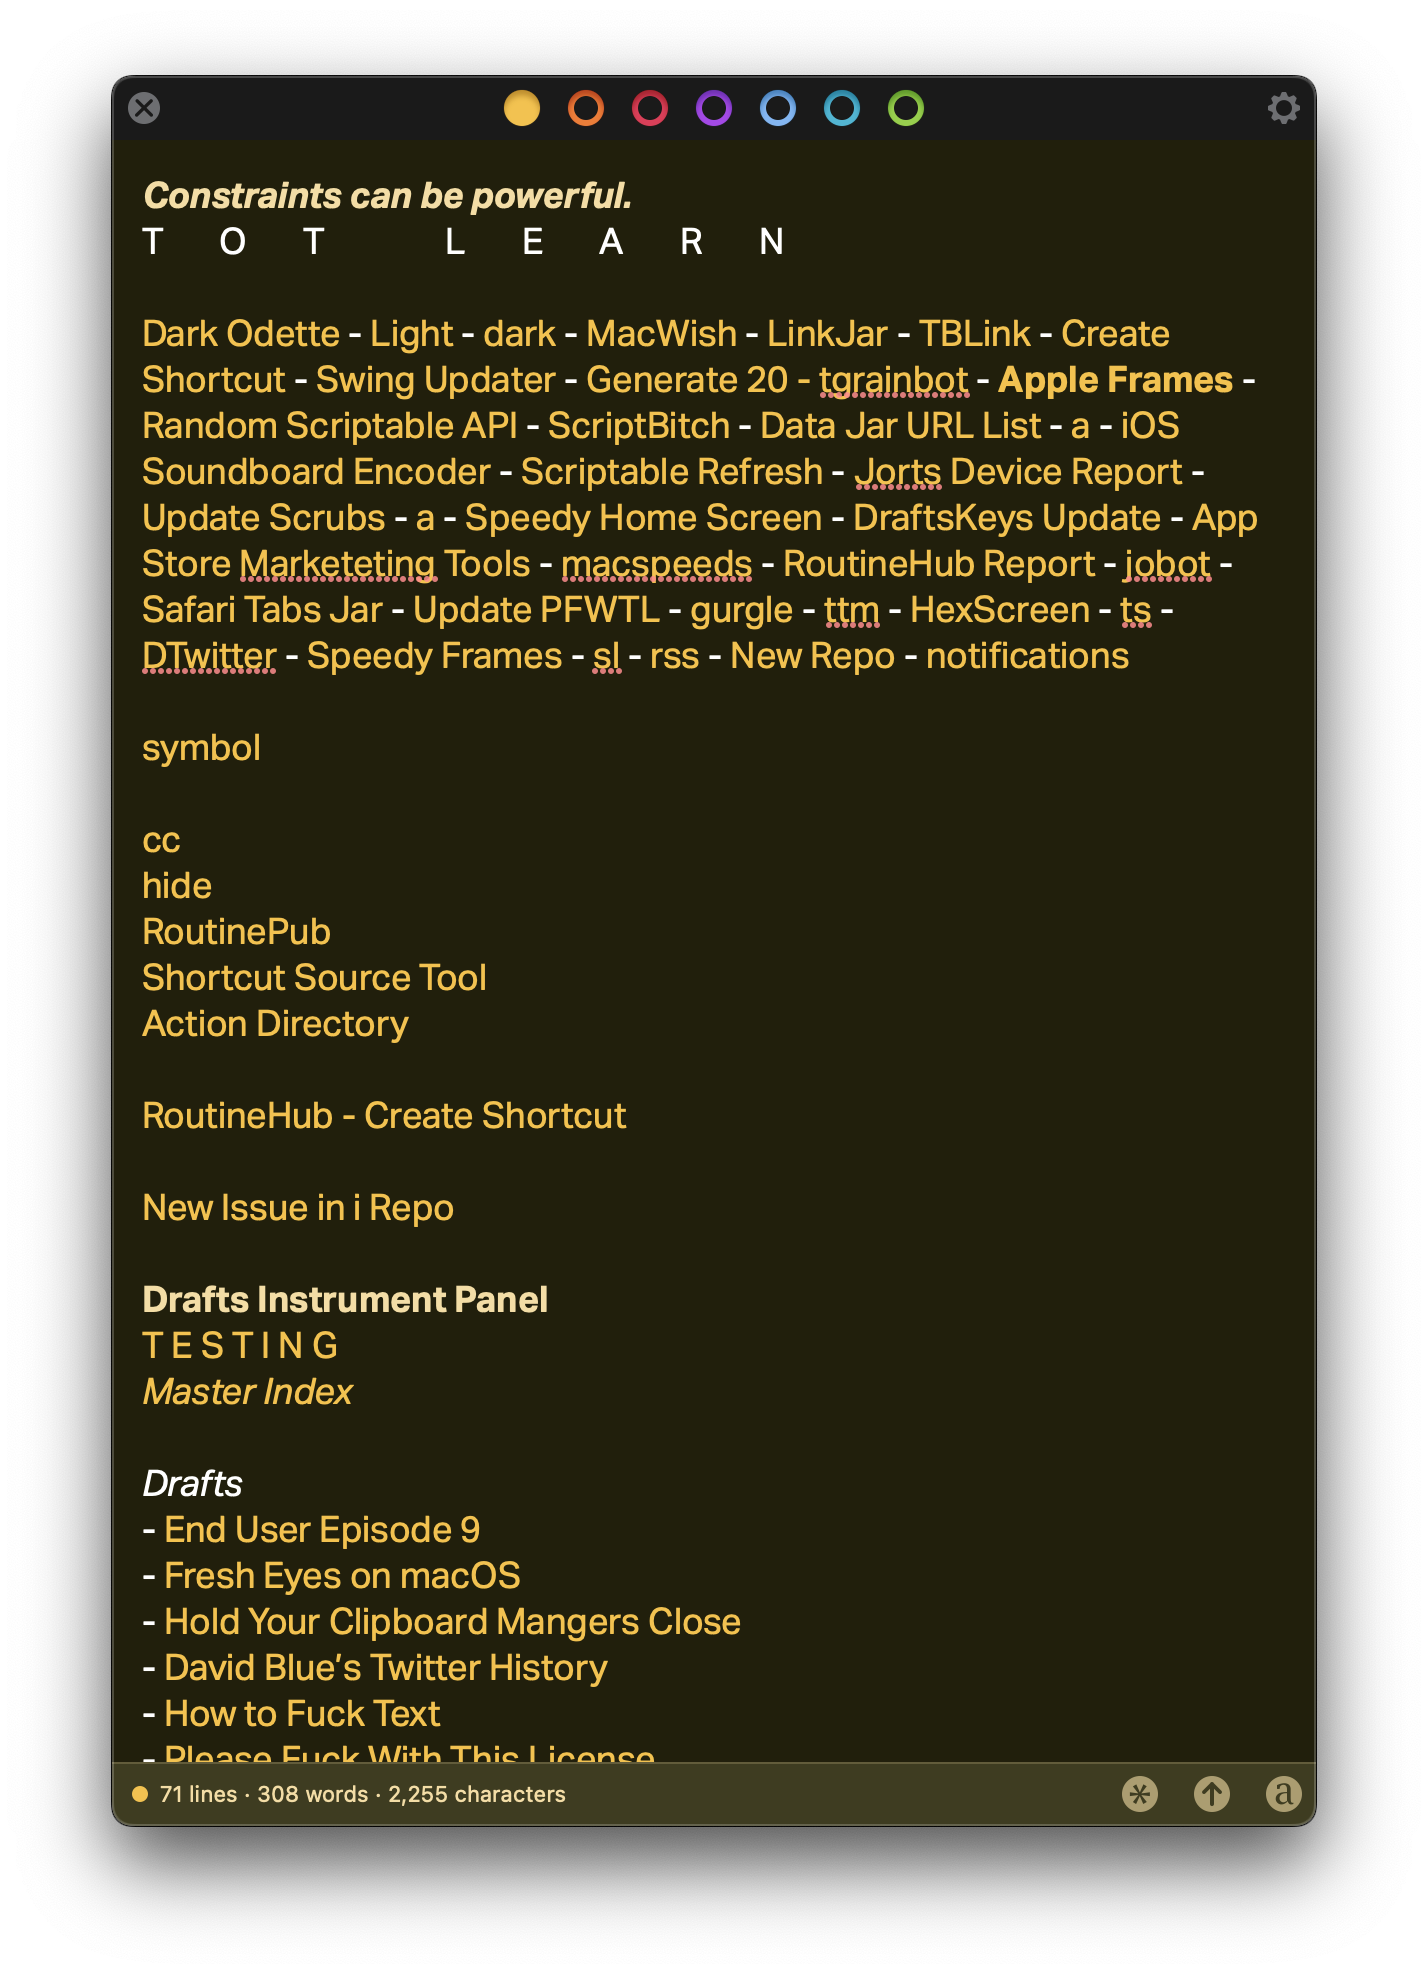 Constraints can be powerful.
T O T L E A R N
Dark Odette - Light - dark - MacWish - LinkJar - TBLink - Create
Shortcut - Swing Updater - Generate 20 - tgrainbot - Apple Frames -
Random Scriptable API - ScriptBitch - Data Jar URL List - a - iOS
Soundboard Encoder - Scriptable Refresh - Jorts Device Report -
Update Scrubs - a - Speedy Home Screen - DraftsKeys Update - App
Store Marketeting Tools - macspeeds - RoutineHub Report - jobot -
Safari Tabs Jar - Update PFWTL - gurgle - ttm - HexScreen - ts -
DTwitter - Speedy Frames - sl - rss - New Repo - notifications
symbol
cc
hide
RoutinePub
Shortcut Source Tool
Action Directory
RoutineHub - Create Shortcut
New Issue in i Repo
Drafts Instrument Panel
T E S T I N G
Master Index
Drafts
- End User Episode 9
- Fresh Eyes on macOS
- Hold Your Clipboard Mangers Close
- David Blue's Twitter History
- How to Fuck Text
- Please Fuck With This License
71 lines · 308 words · 2,255 characters
a